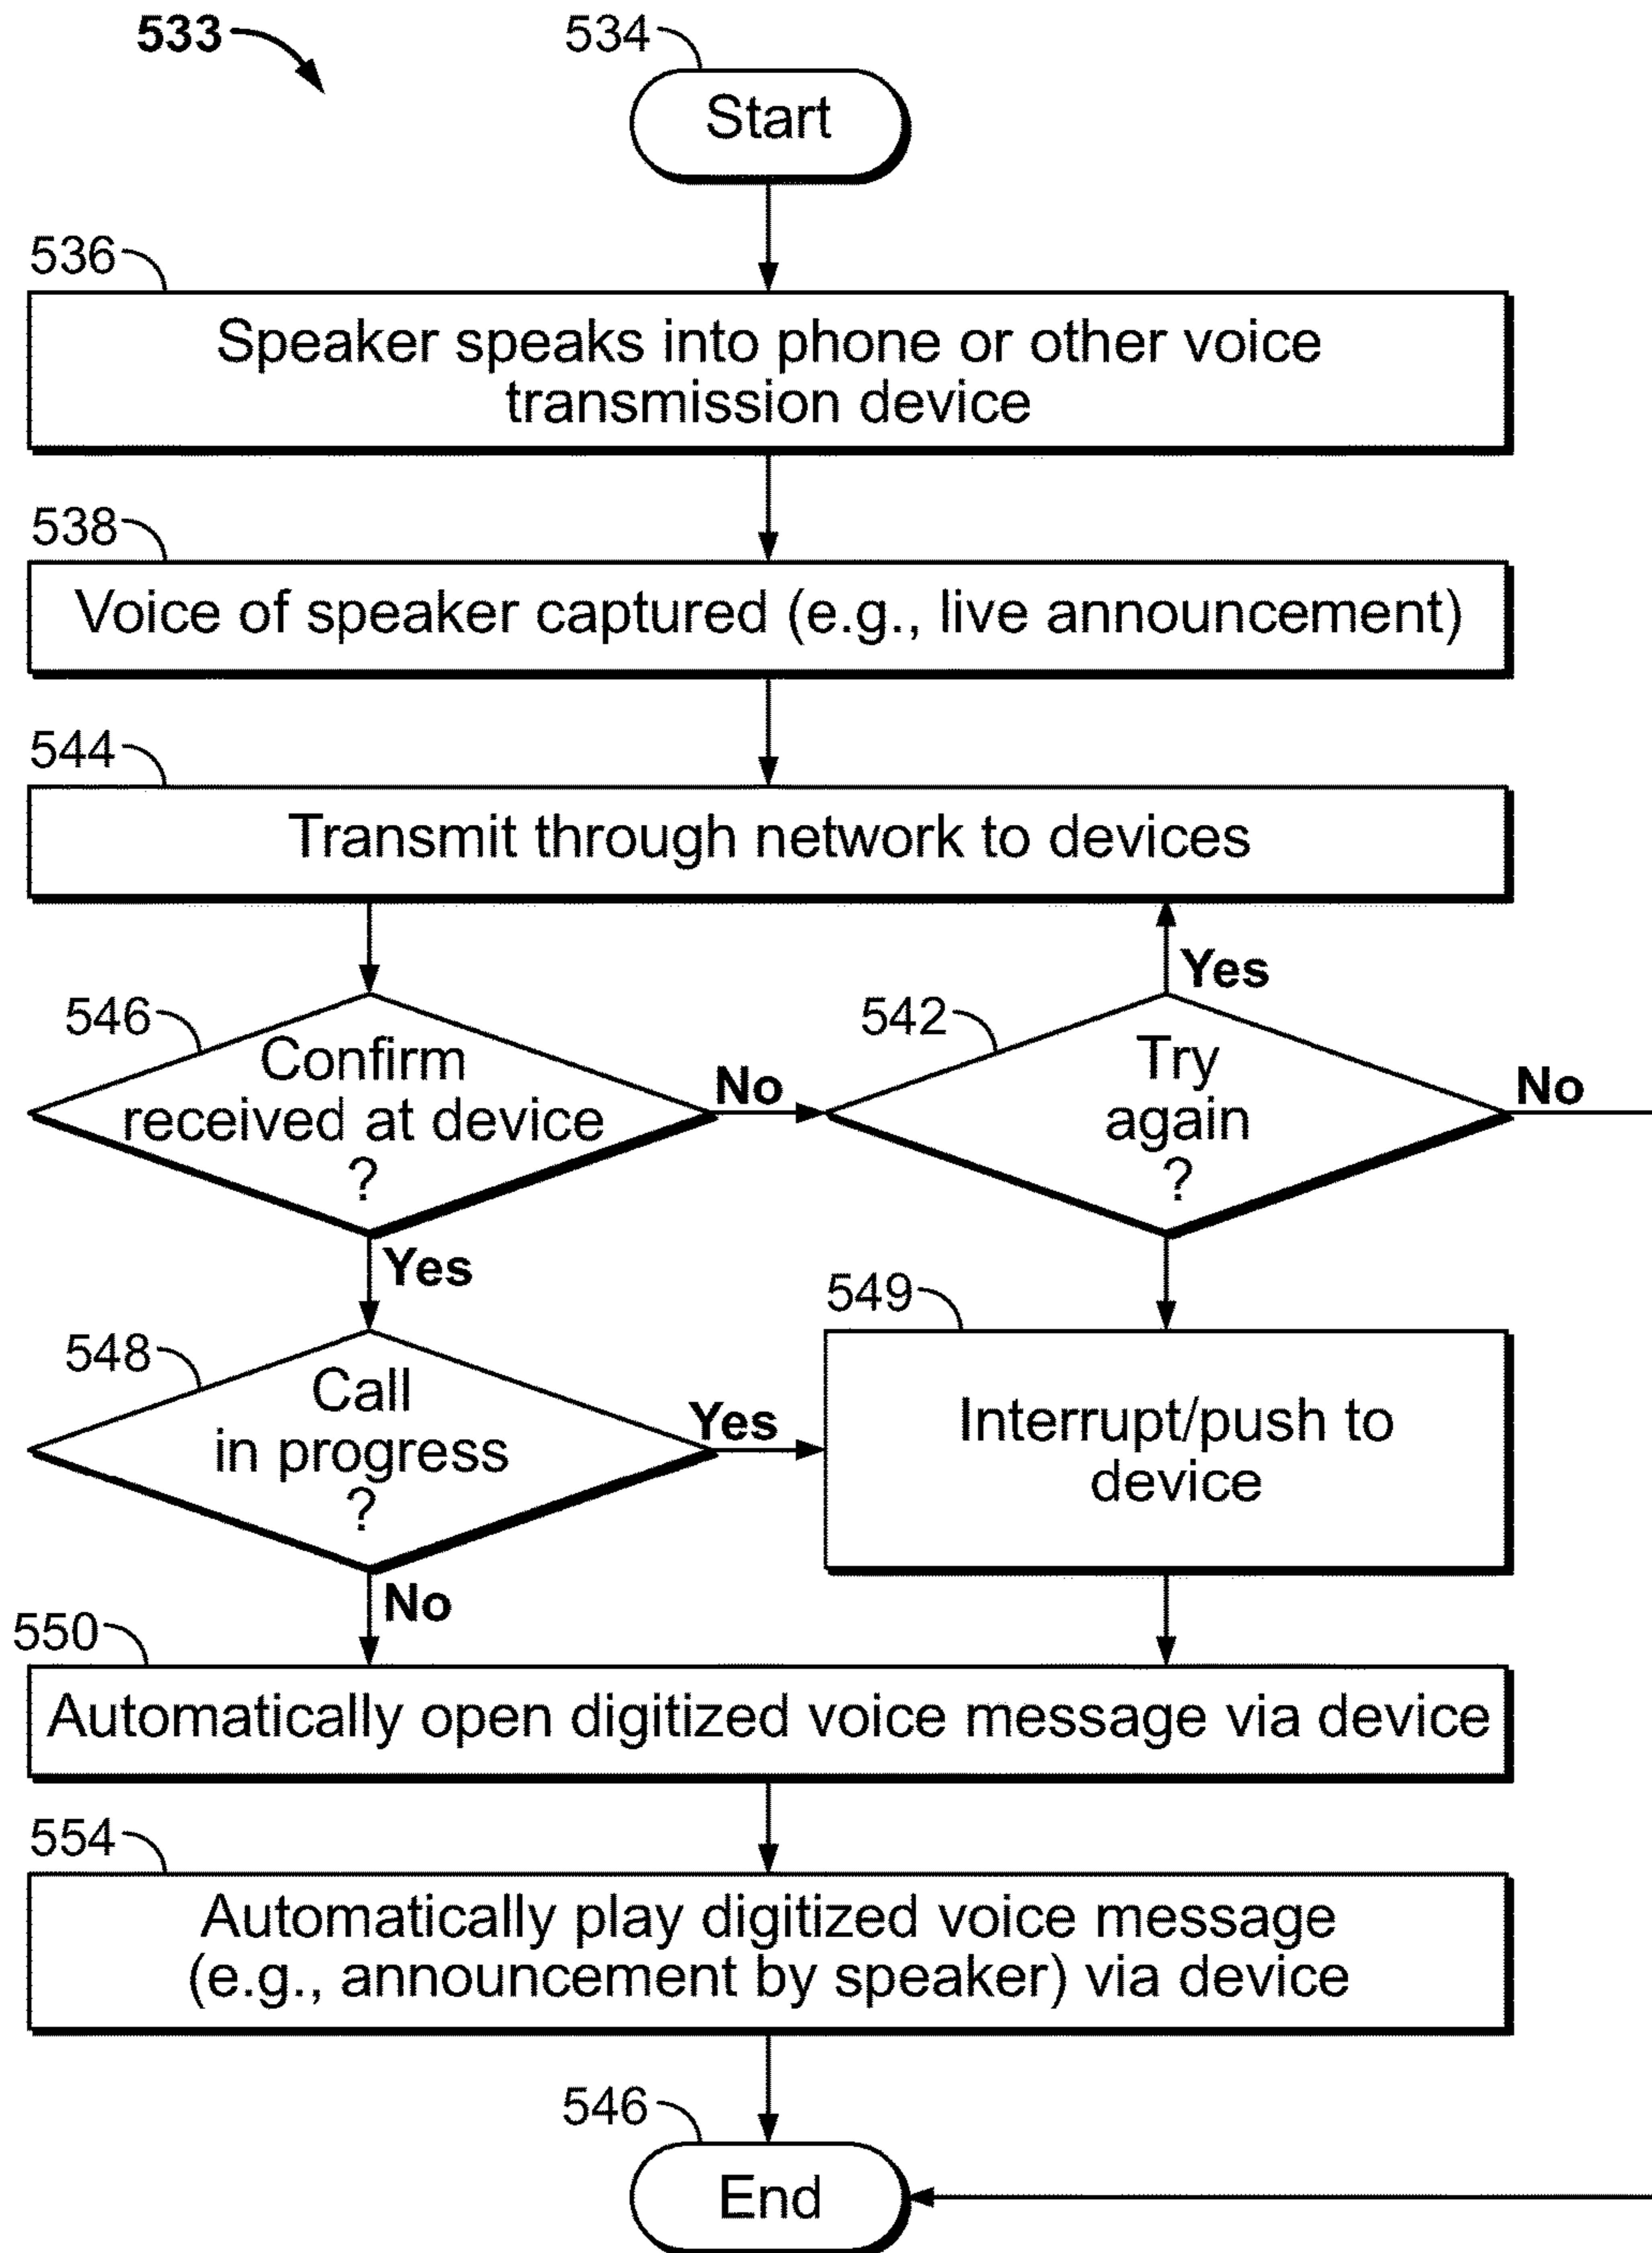 533
534
Start
536
Speaker speaks into phone or other voice
transmission device
538
Voice of speaker captured (e.g., live announcement)
544
Transmit through network to devices
Yes
546
Confirm
received at device
?
No
542
Try
again
?
No
Yes
548
Call
in progress
?
Yes
549
Interrupt/push to
device
No
550
Automatically open digitized voice message via device
554
Automatically play digitized voice message
(e.g., announcement by speaker) via device
546
End